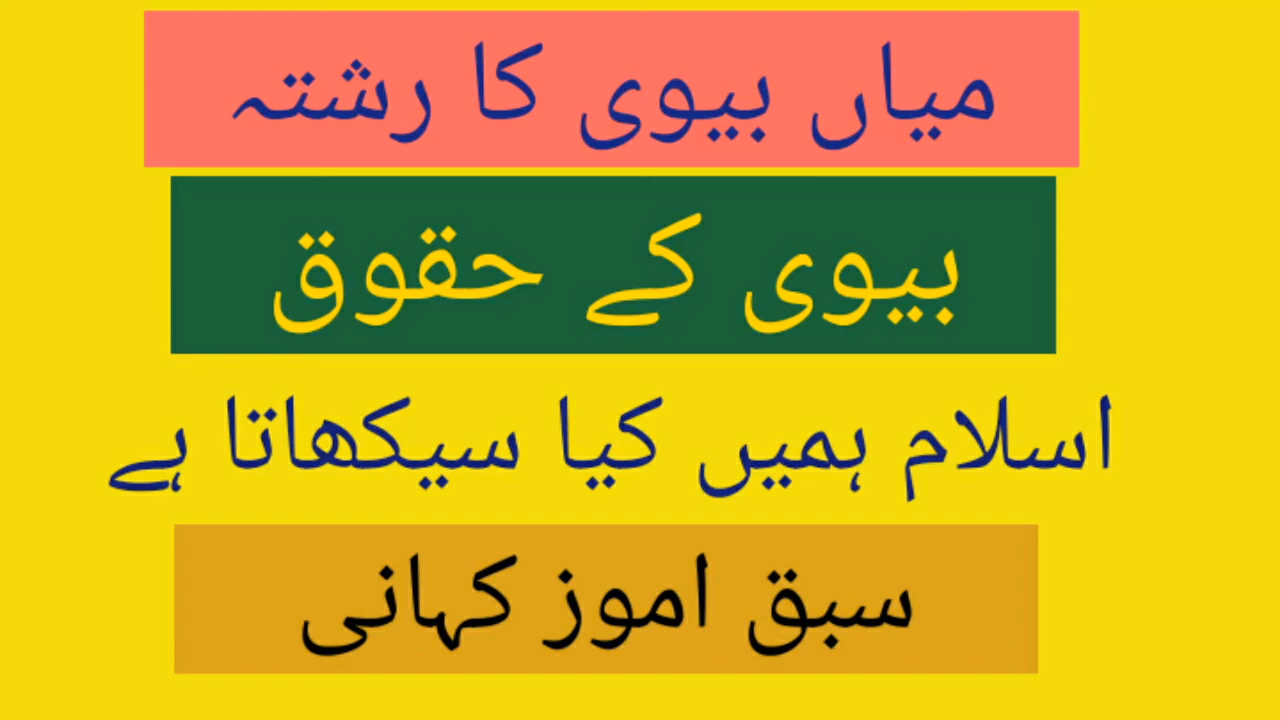 میاں بیوی کا رشتہ
بیوی کے حقوق
اسلام ہمیں کیا سیکھاتا ہے
سبق اموز کہانی